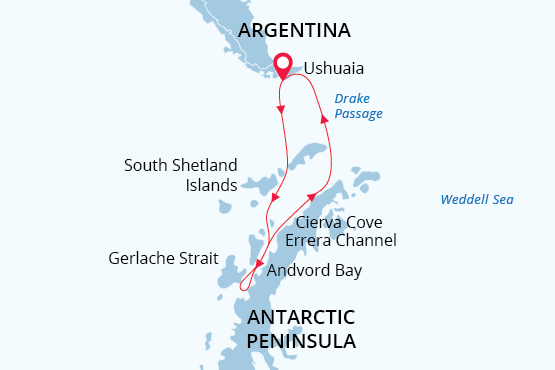 ARGENTINA
Ushuaia
Drake
Passage
South Shetland
Islands
Weddell Sea
Cierva Cove
Errera Channel
Gerlache Strait
Andvord Bay
ANTARCTIC
PENINSULA